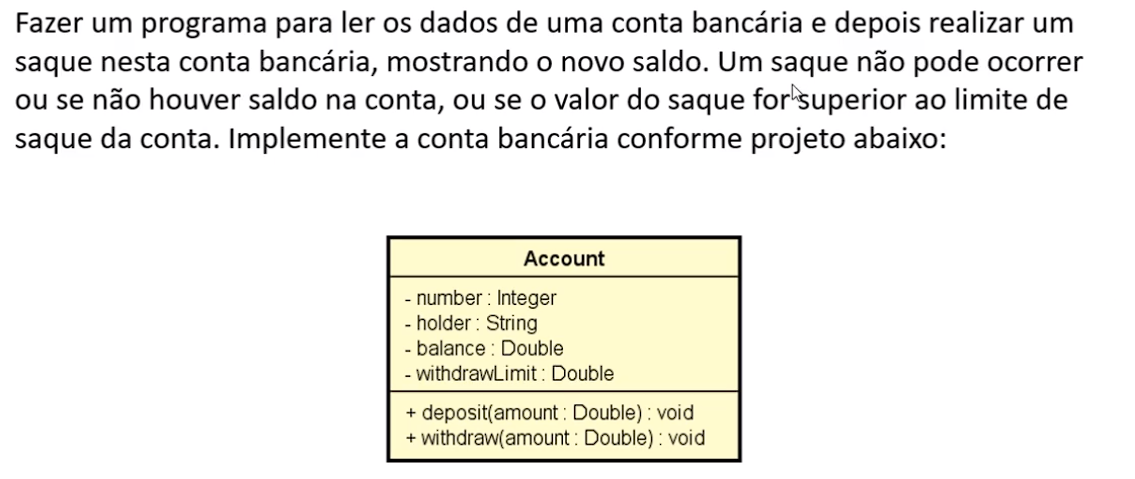 Fazer um programa para ler os dados de uma conta bancária e depois realizar um
saque nesta conta bancária, mostrando o novo saldo. Um saque não pode ocorrer
ou se não houver saldo na conta, ou se o valor do saque for superior ao limite de
saque da conta. Implemente a conta bancária conforme projeto abaixo:
Account
- number : Integer
- holder : String
- balance : Double
- withdrawLimit : Double
+ deposit(amount : Double) : void
+ withdraw(amount : Double) : void